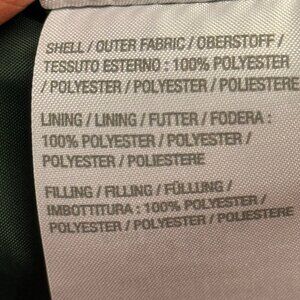 SHELL / OUTER FABRIC / OBERSTOFF /
TESSUTO ESTERNO : 100% POLYESTER
/ POLYESTER / POLYESTER / POLIESTERE
LINING / LINING / FUTTER / FODERA :
100% POLYESTER / POLYESTER /
POLYESTER / POLIESTERE
FILLING / FILLING / FÜLLUNG /
IMBOTTITURA : 100% POLYESTER /
POLYESTER / POLYESTER / POLIESTERE